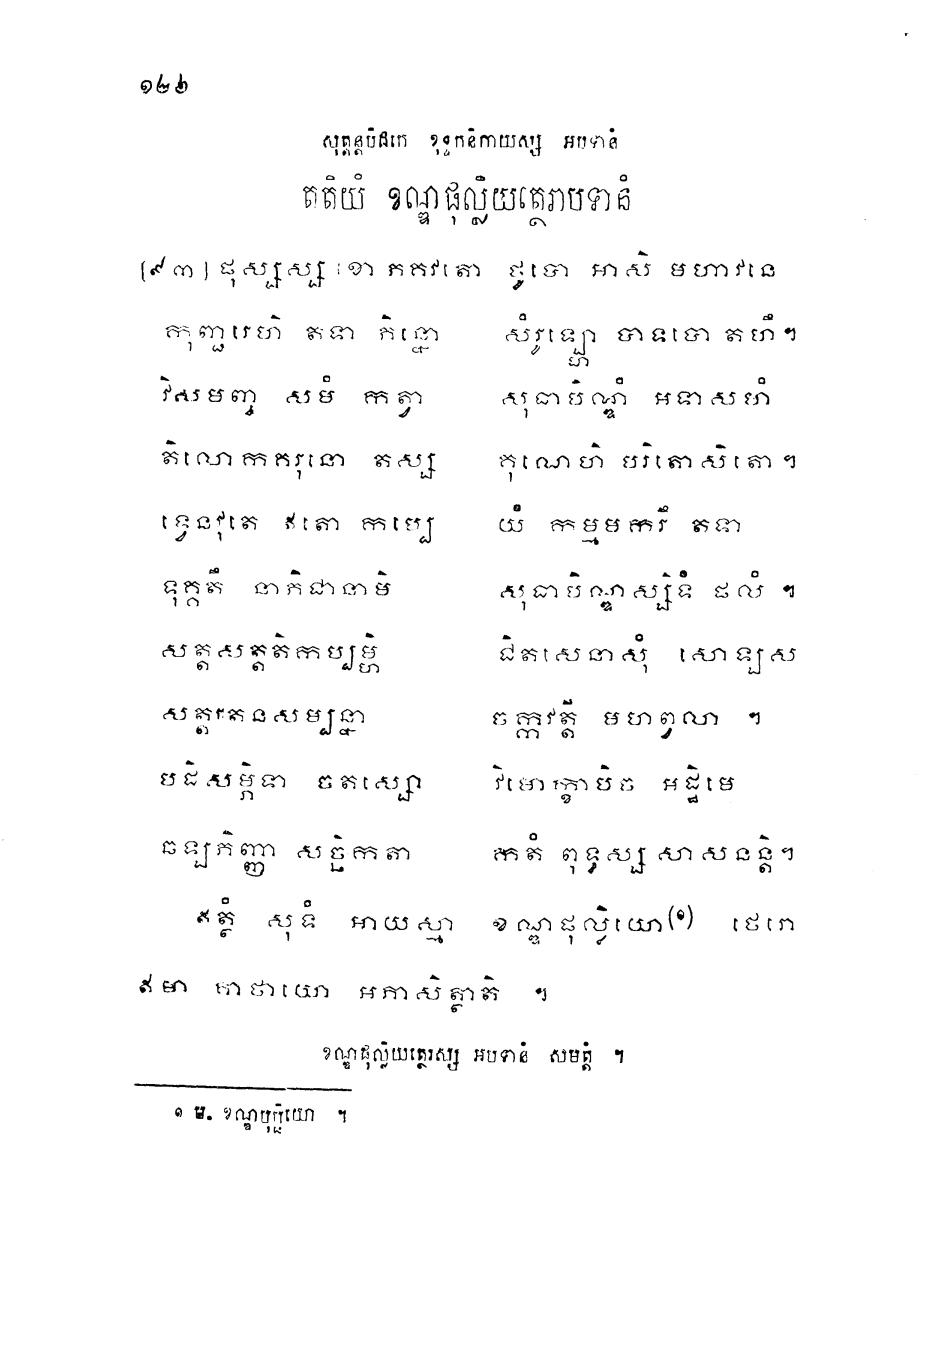 ១២៦
សុត្តន្តបិដកេ ខុទ្ទកនិកាយស្ស អបទានំ
តតិយំ ខណ្ឌផុល្លិយត្ថេរាបទានំ
[៩៣] ផុស្សស្ស ខោ ភគវតោ ថូបោ អាសិ មហាវនេ
កុញ្ជរេហិ តទា ភិន្នោ សំរូឡ្ហោ បាទបោ តហឹ។
វិសមញ្ច សមំ កត្វា សុធាបិណ្ឌំ អទាសហំ
តិលោកគរុនោ តស្ស គុណេហិ បរិតោសិតោ។
ទ្វេនវុតេ ឥតោ កប្បេ យំ កម្មមករឹ តទា
ទុគ្គតឹ នាភិជានាមិ សុធាបិណ្ឌស្សិទំ ផលំ ។
សត្តសត្តតិកប្បម្ហិ ជិតសេនាសុំ សោឡស
សត្តរតនសម្បន្នា ចក្កវត្តី មហព្វលា ។
បដិសម្ភិទា ចតស្សោ វិមោក្ខាបិច អដ្ឋិមេ
ឆឡភិញ្ញា សច្ឆិកតា កតំ ពុទ្ធស្ស សាសនន្តិ។
ឥត្ថំ សុទំ អាយស្មា ខណ្ឌផុល្លិយោ(១) ថេរោ
ឥមា គាថាយោ អភាសិត្ថាតិ ។
ខណ្ឌផុល្លិយត្ថេរស្ស អបទានំ សមត្តំ ។
១ ម. ខណ្ឌផុល្លិយោ ។